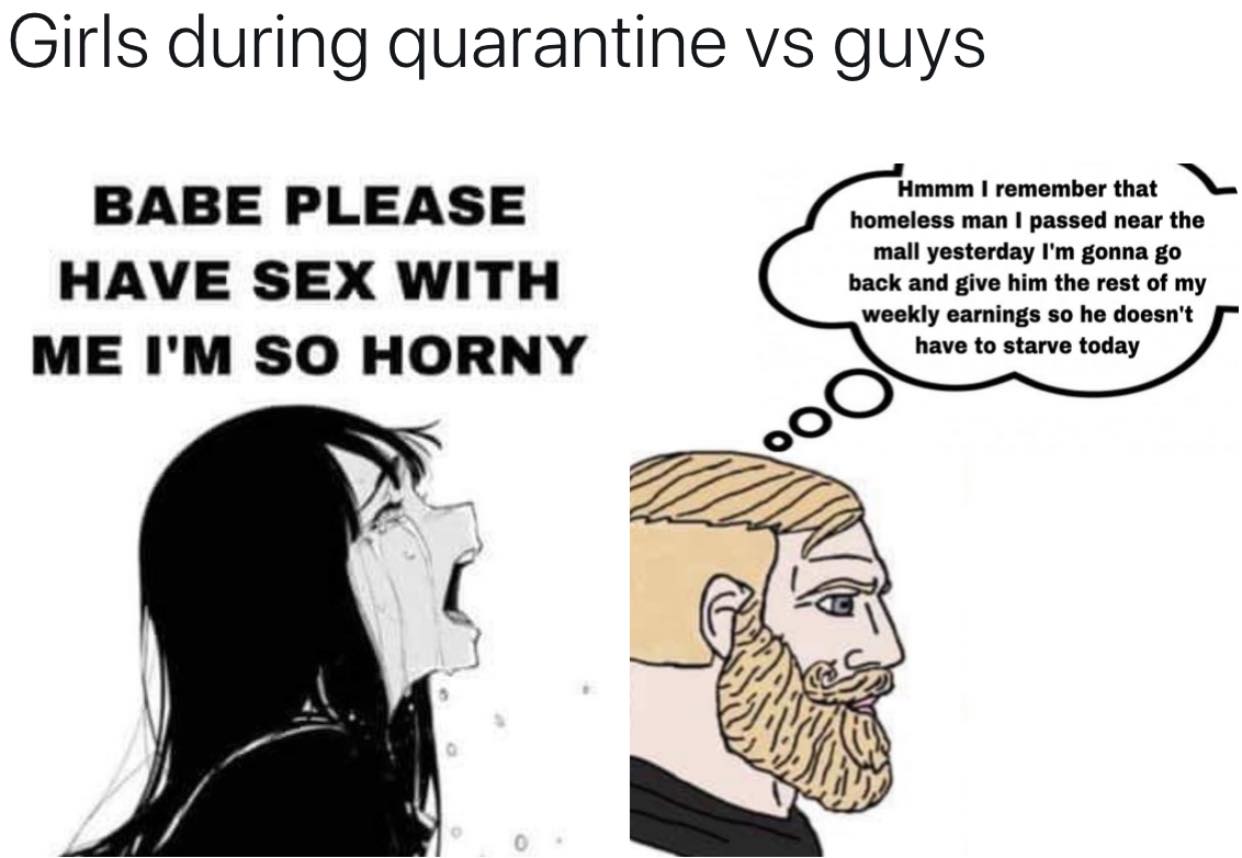 Girls during quarantine vs guys
BABE PLEASE
HAVE SEX WITH
ME I'M SO HORNY
Hmmm I remember that
homeless man I passed near the
mall yesterday I'm gonna go
back and give him the rest of my
weekly earnings so he doesn't
have to starve today